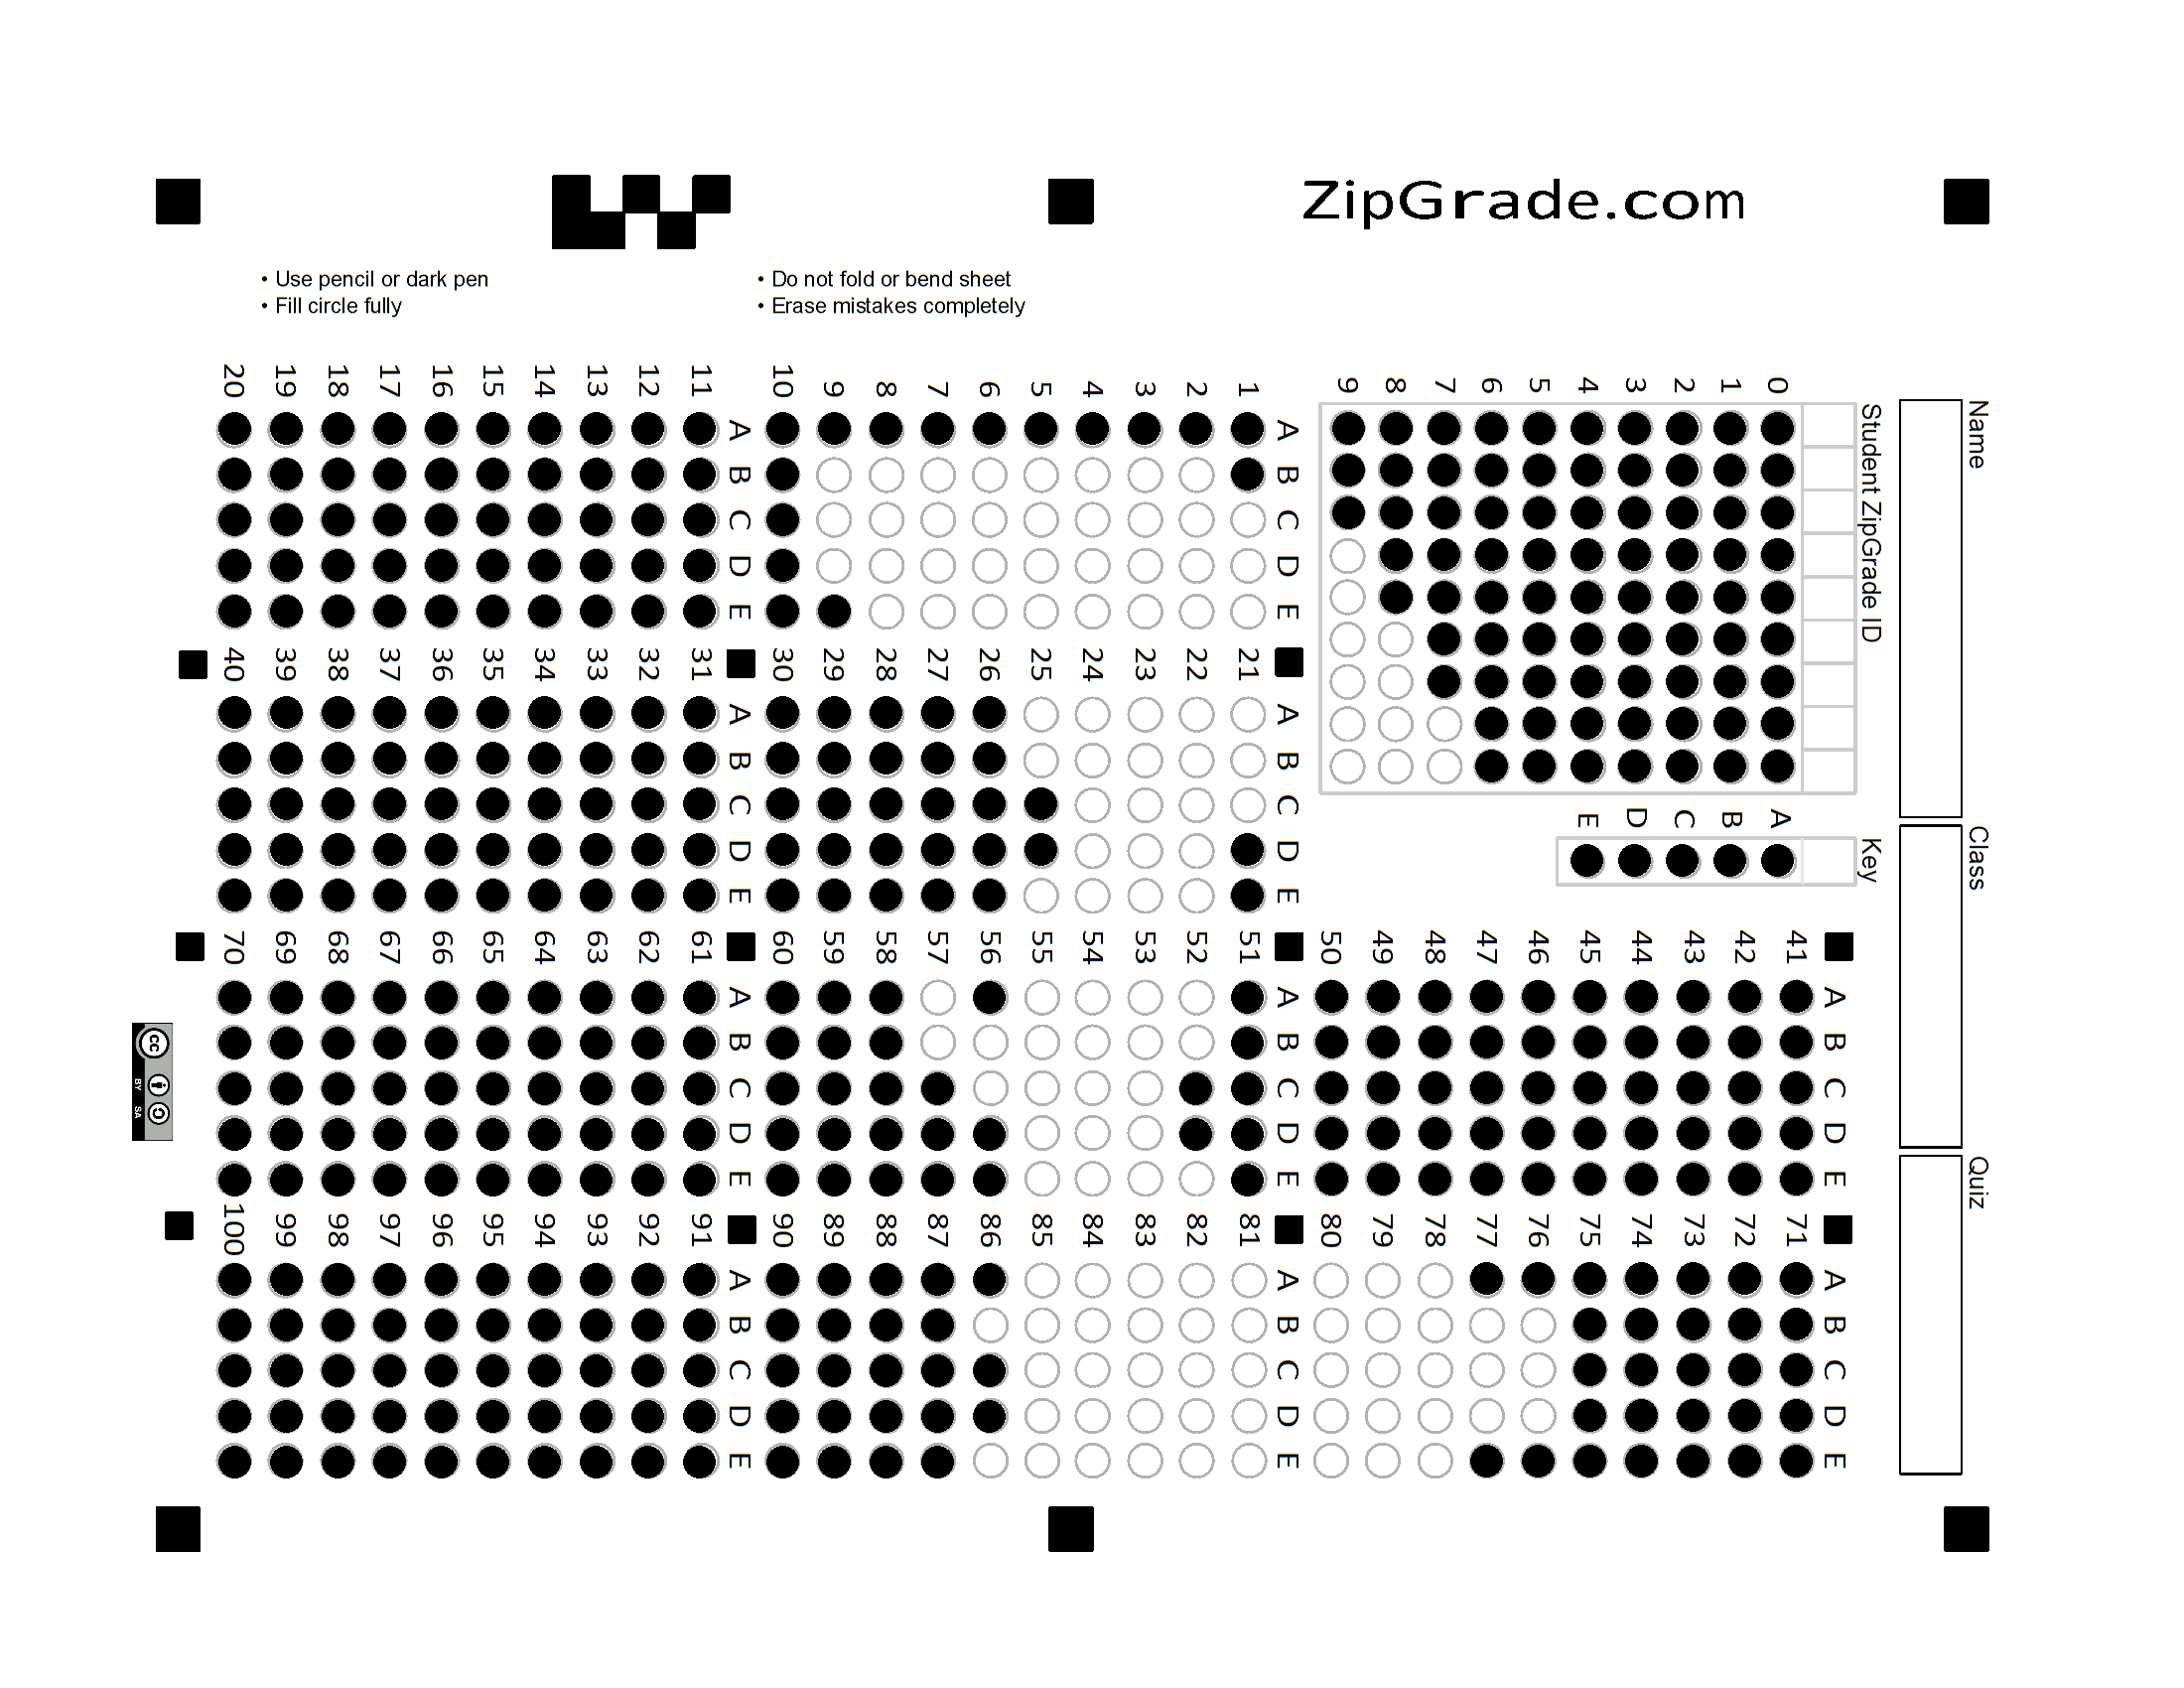 ZipGrade.com
• Use pencil or dark pen
• Fill circle fully
• Do not fold or bend sheet
• Erase mistakes completely
Name
Class
Quiz
Student ZipGrade ID
0 1 2 3 4 5 6 7 8 9
Key
A B C D E
1 2 3 4 5 6 7 8 9 10
A B C D E
11 12 13 14 15 16 17 18 19 20
A B C D E
21 22 23 24 25 26 27 28 29 30
A B C D E
31 32 33 34 35 36 37 38 39 40
A B C D E
41 42 43 44 45 46 47 48 49 50
A B C D E
51 52 53 54 55 56 57 58 59 60
A B C D E
61 62 63 64 65 66 67 68 69 70
A B C D E
71 72 73 74 75 76 77 78 79 80
A B C D E
81 82 83 84 85 86 87 88 89 90
A B C D E
91 92 93 94 95 96 97 98 99 100
A B C D E
cc BY SA